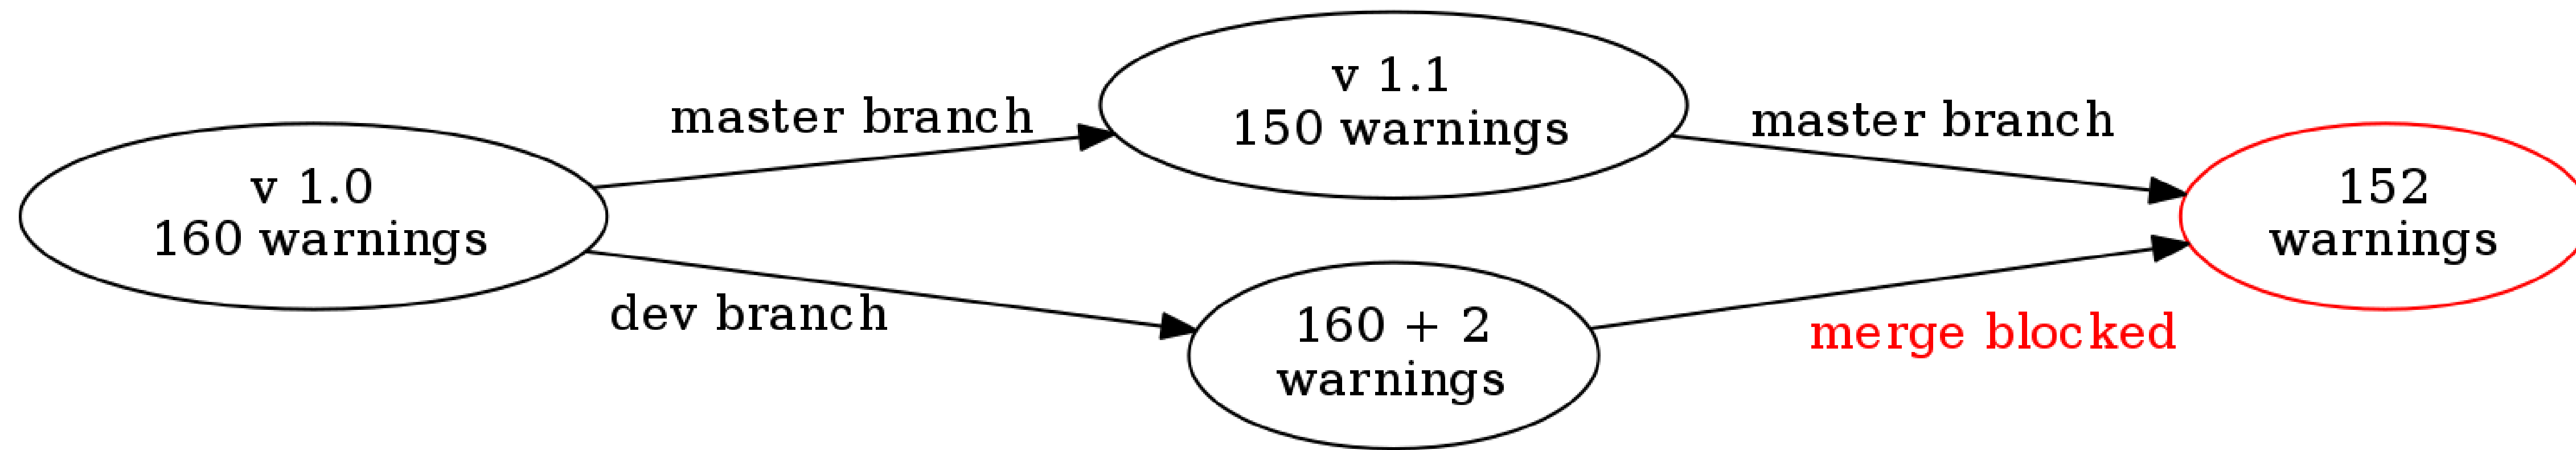 v 1.0
160 warnings
master branch
dev branch
v 1.1
150 warnings
160 + 2
warnings
master branch
merge blocked
152
warnings